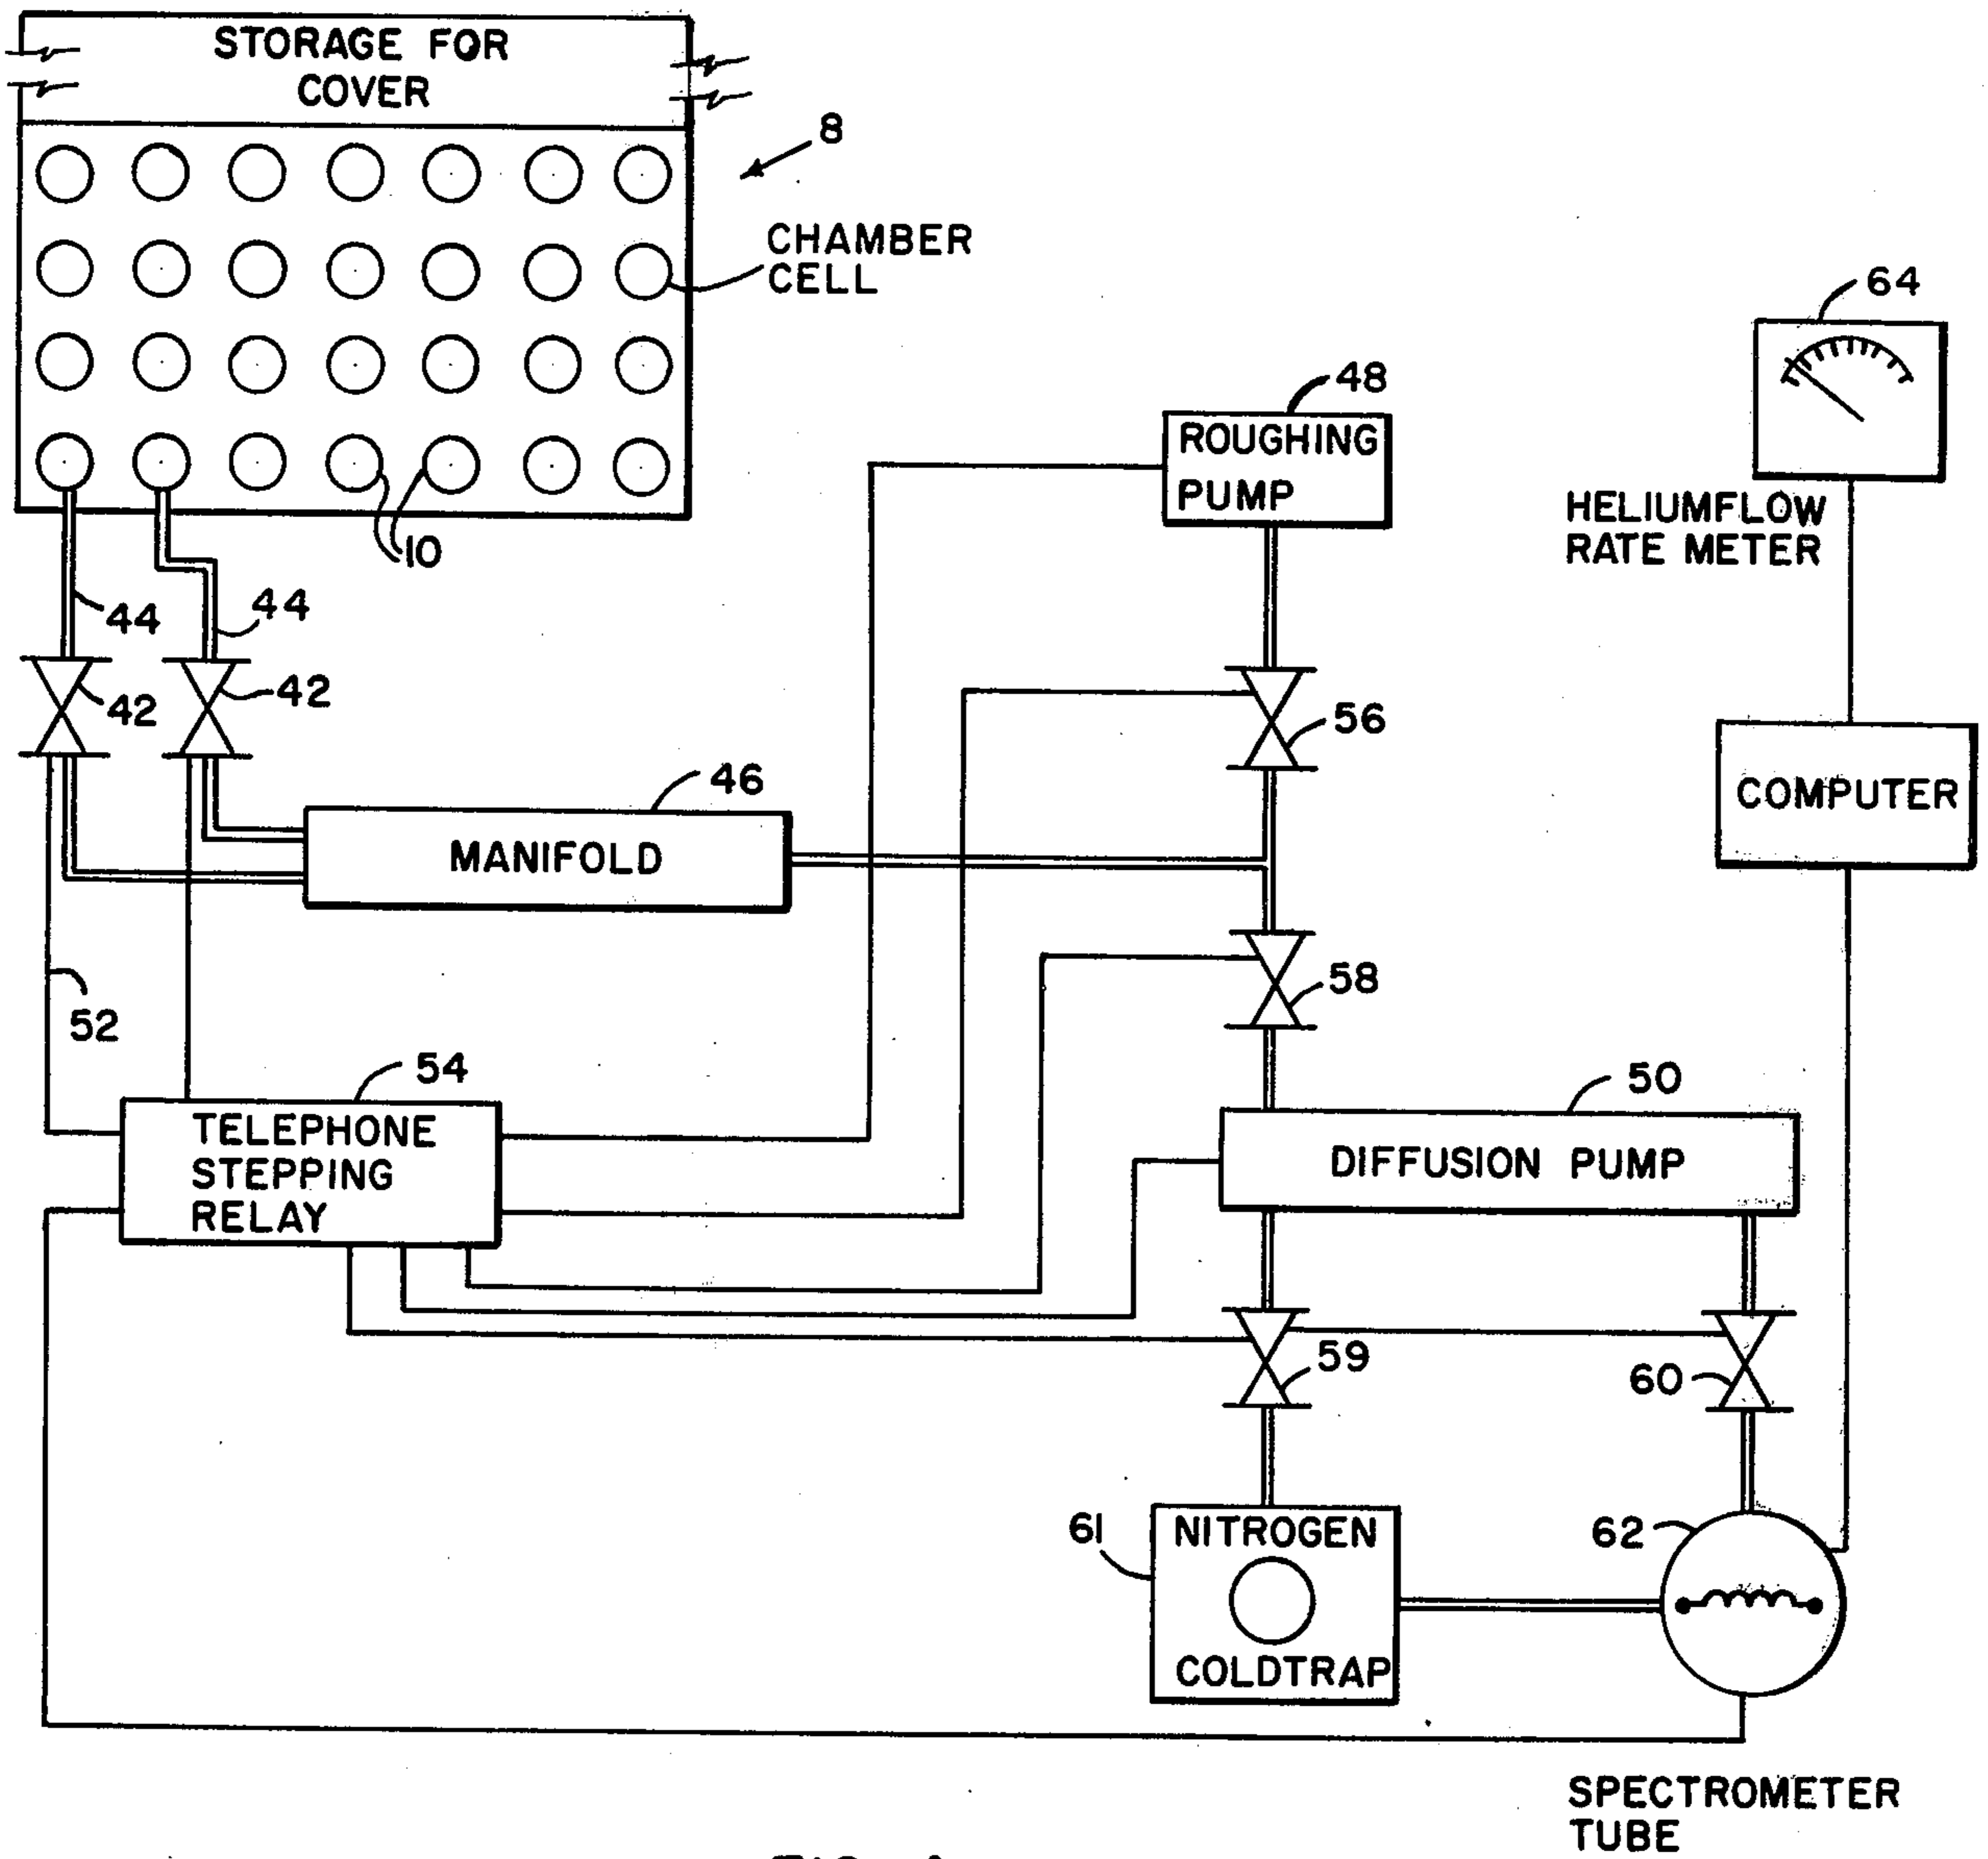 STORAGE FOR
COVER
8
CHAMBER
CELL
10
44
44
42
42
46
MANIFOLD
48
ROUGHING
PUMP
56
64
HELIUMFLOW
RATE METER
COMPUTER
58
52
54
TELEPHONE
STEPPING
RELAY
50
DIFFUSION PUMP
59
60
61
NITROGEN
COLDTRAP
62
SPECTROMETER
TUBE